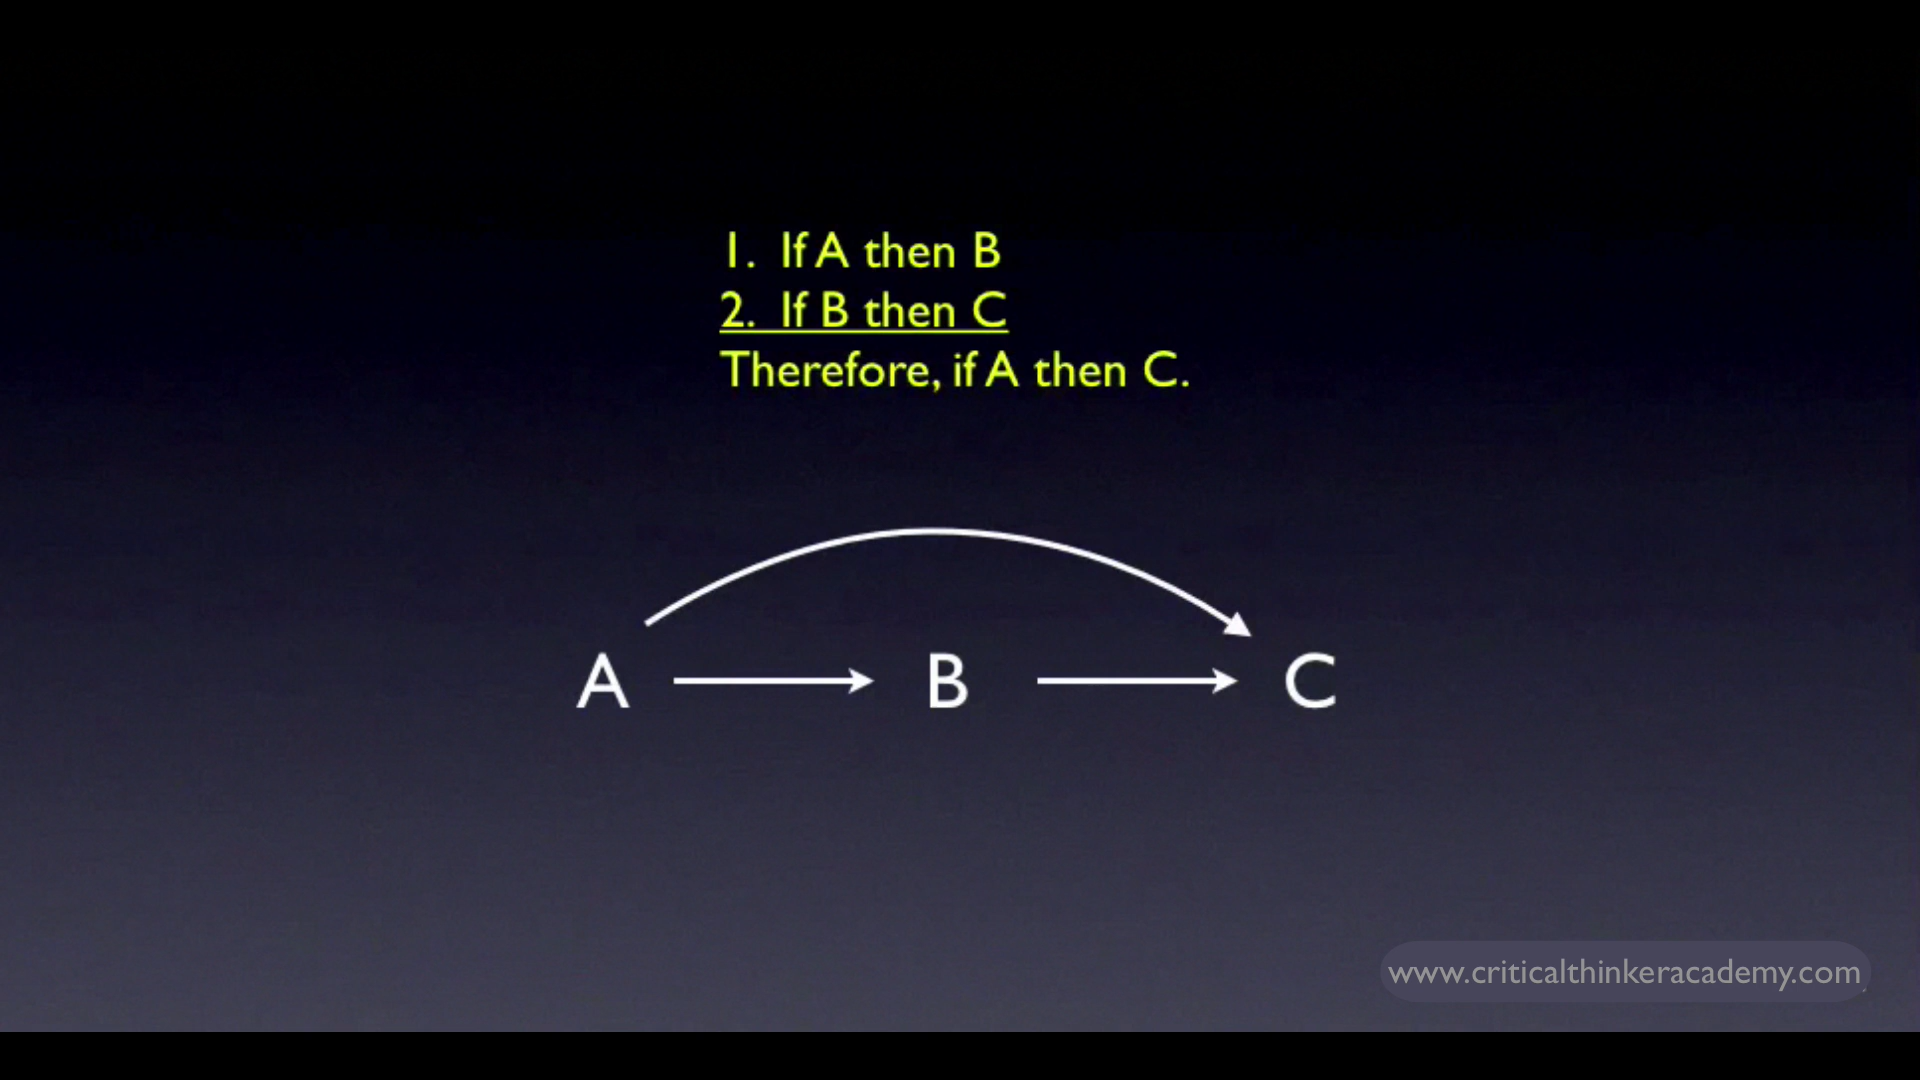 1. If A then B
2. If B then C
Therefore, if A then C.
A B C
www.criticalthinkeracademy.com